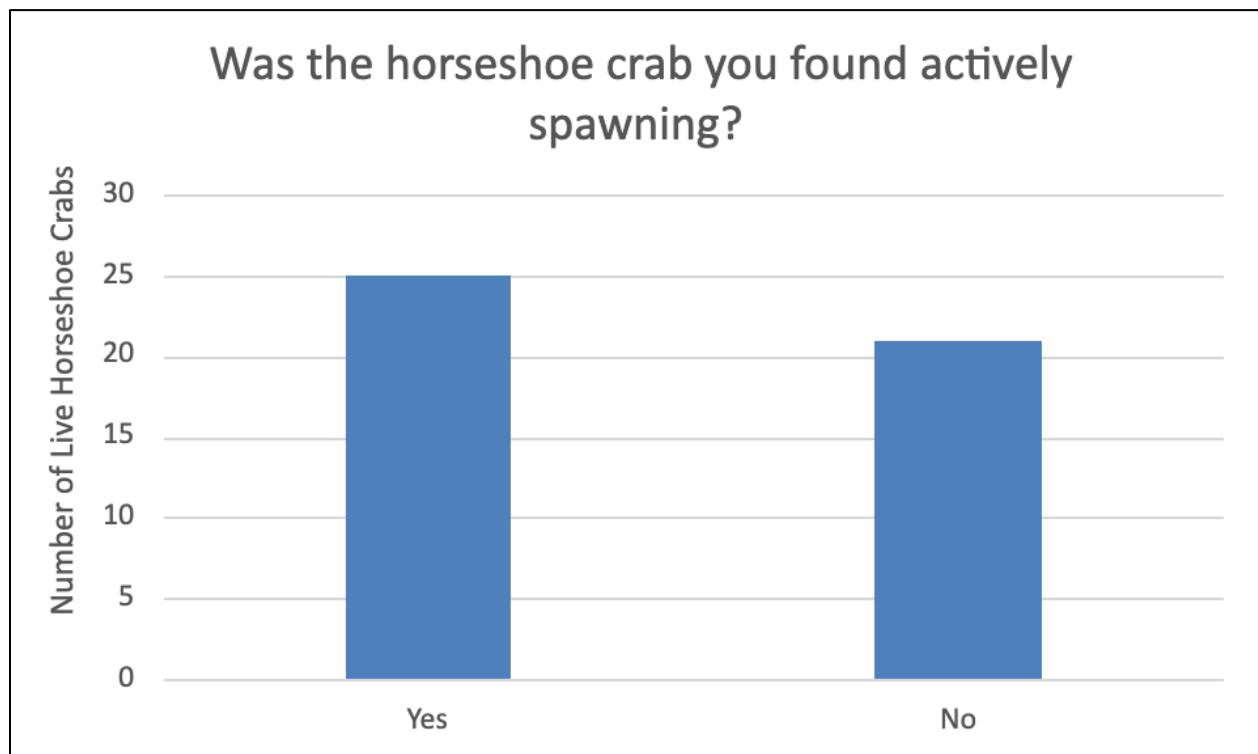 Was the horseshoe crab you found actively
spawning?
Number of Live Horseshoe Crabs
30
25
20
15
10
5
0
Yes
No